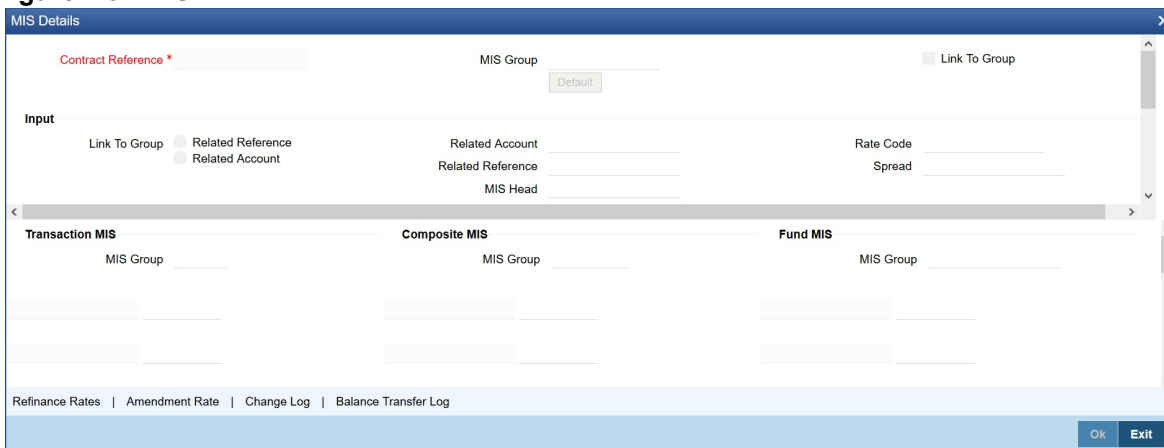 MIS Details
Contract Reference * MIS Group Link To Group
Default
Input
Link To Group Related Reference Related Account Rate Code
Related Account Related Reference Spread
MIS Head
Transaction MIS Composite MIS Fund MIS
MIS Group MIS Group MIS Group
Refinance Rates | Amendment Rate | Change Log | Balance Transfer Log
Ok Exit